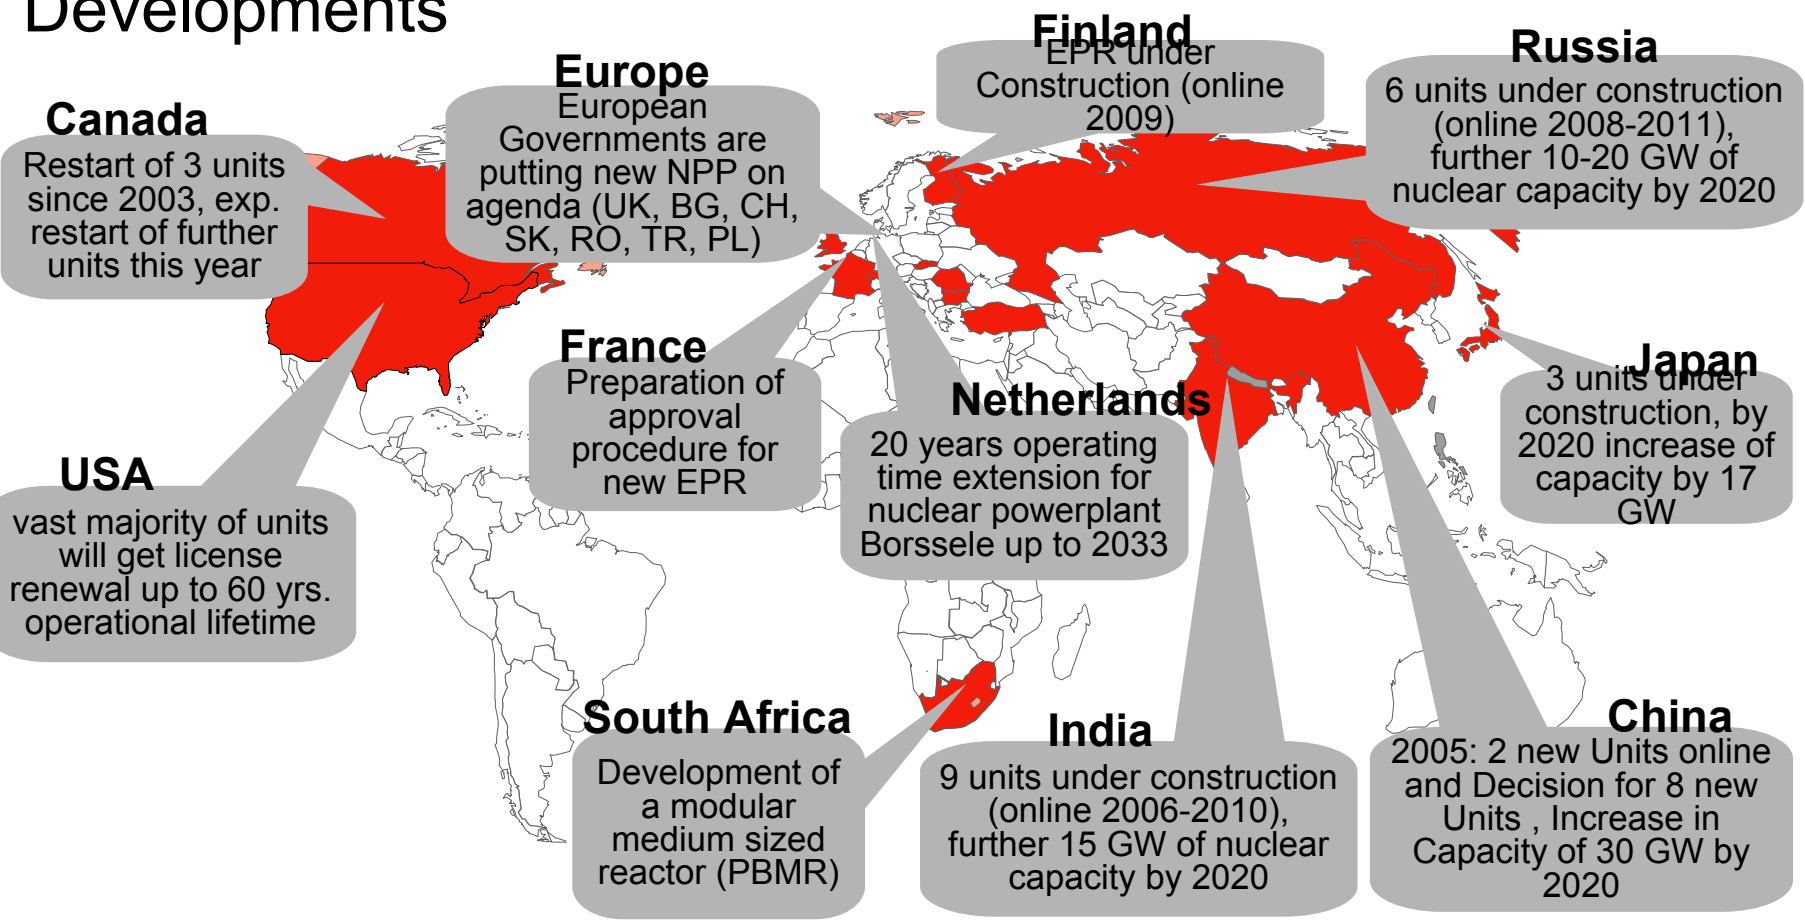 Developments
Canada
Restart of 3 units
since 2003, exp.
restart of further
units this year
Europe
European
Governments are
putting new NPP on
agenda (UK, BG, CH,
SK, RO, TR, PL)
Finland
EPR under
Construction (online
2009)
Russia
6 units under construction
(online 2008-2011),
further 10-20 GW of
nuclear capacity by 2020
USA
vast majority of units
will get license
renewal up to 60 yrs.
operational lifetime
France
Preparation of
approval
procedure for
new EPR
Netherlands
20 years operating
time extension for
nuclear powerplant
Borssele up to 2033
Japan
3 units under
construction, by
2020 increase of
capacity by 17
GW
South Africa
Development of
a modular
medium sized
reactor (PBMR)
India
9 units under construction
(online 2006-2010),
further 15 GW of nuclear
capacity by 2020
China
2005: 2 new Units online
and Decision for 8 new
Units , Increase in
Capacity of 30 GW by
2020